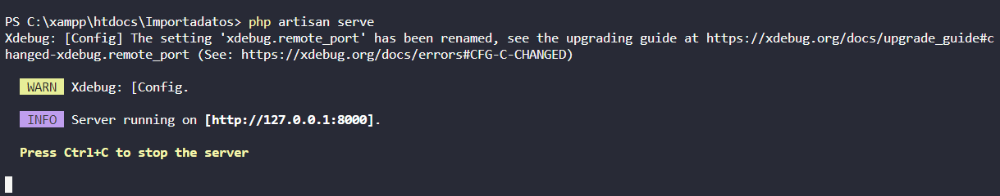 PS C:\xampp\htdocs\Importadatos> php artisan serve
Xdebug: [Config] The setting 'xdebug.remote_port' has been renamed, see the upgrading guide at https://xdebug.org/docs/upgrade_guide#c
hanged-xdebug.remote_port (See: https://xdebug.org/docs/errors#CFG-C-CHANGED)
WARN Xdebug: [Config.
INFO Server running on [http://127.0.0.1:8000].
Press Ctrl+C to stop the server